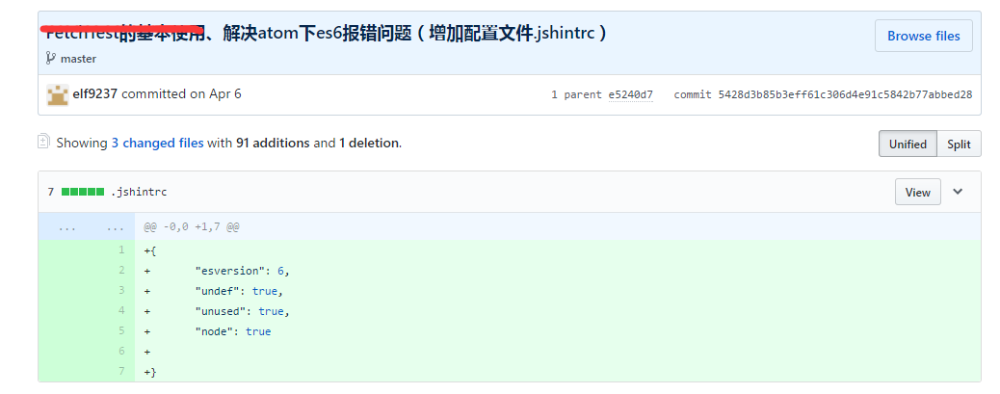 FetchTest的基本使用、解决atom下es6报错问题（增加配置文件.jshintrc）
Browse files
master
elf9237 committed on Apr 6
1 parent e5240d7 commit 5428d3b85b3eff61c306d4e91c5842b77abbed28
Showing 3 changed files with 91 additions and 1 deletion.
Unified Split
7 .jshintrc
View
... ... @@ -0,0 +1,7 @@
1 +{
2 + "esversion": 6,
3 + "undef": true,
4 + "unused": true,
5 + "node": true
6 +
7 +}